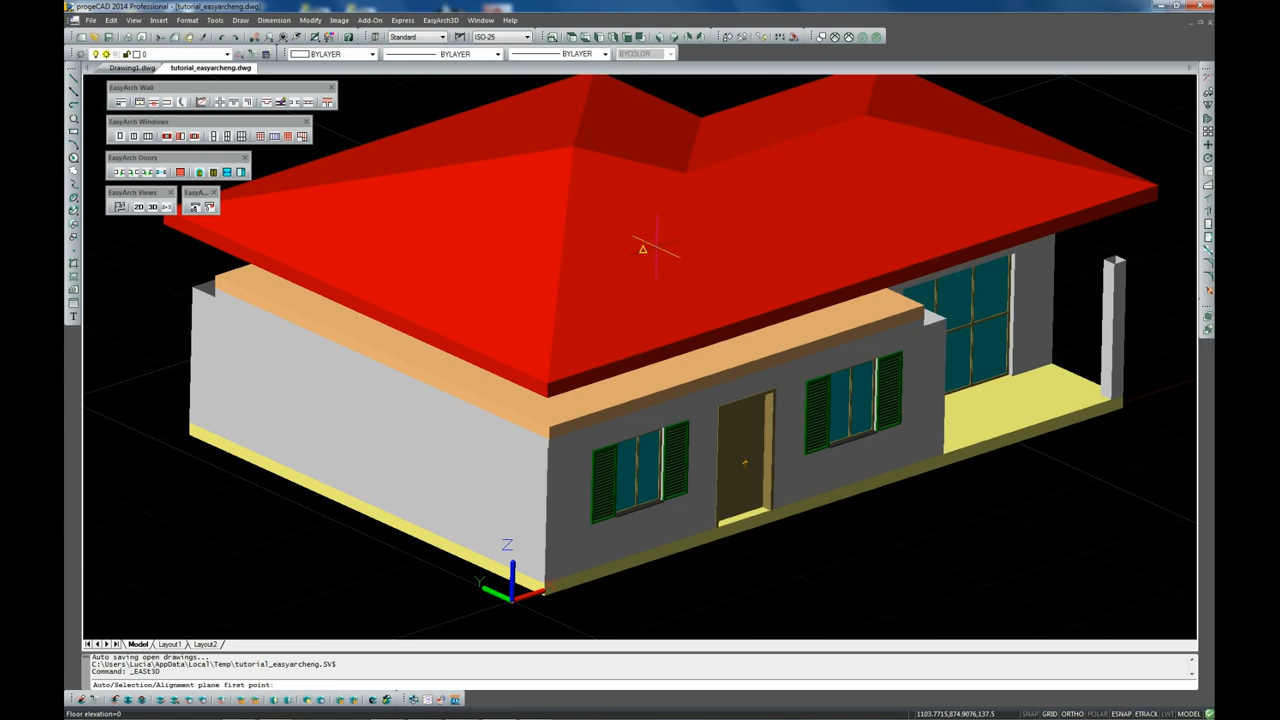 progeCAD 2014 Professional - [tutorial_easyarcheng.dwg]
File Edit View Insert Format Tools Draw Dimension Modify Image Add-On Express EasyArch3D Window Help
Standard ISO-25
0 BYLAYER BYLAYER BYLAYER BYCOLOR
Drawing1.dwg tutorial_easyarcheng.dwg
EasyArch Wall
EasyArch Windows
EasyArch Doors
EasyArch Views EasyA...
2D 3D
Z
Y
Model Layout1 Layout2
Auto saving open drawings...
C:\Users\Lucia\AppData\Local\Temp\tutorial_easyarcheng.SV$
Command: _EASt3D
Auto/Selection/Alignment plane first point:
Floor elevation=0 1103.7715,874.9076,137.5 SNAP GRID ORTHO POLAR ESNAP ETRACK LWT MODEL